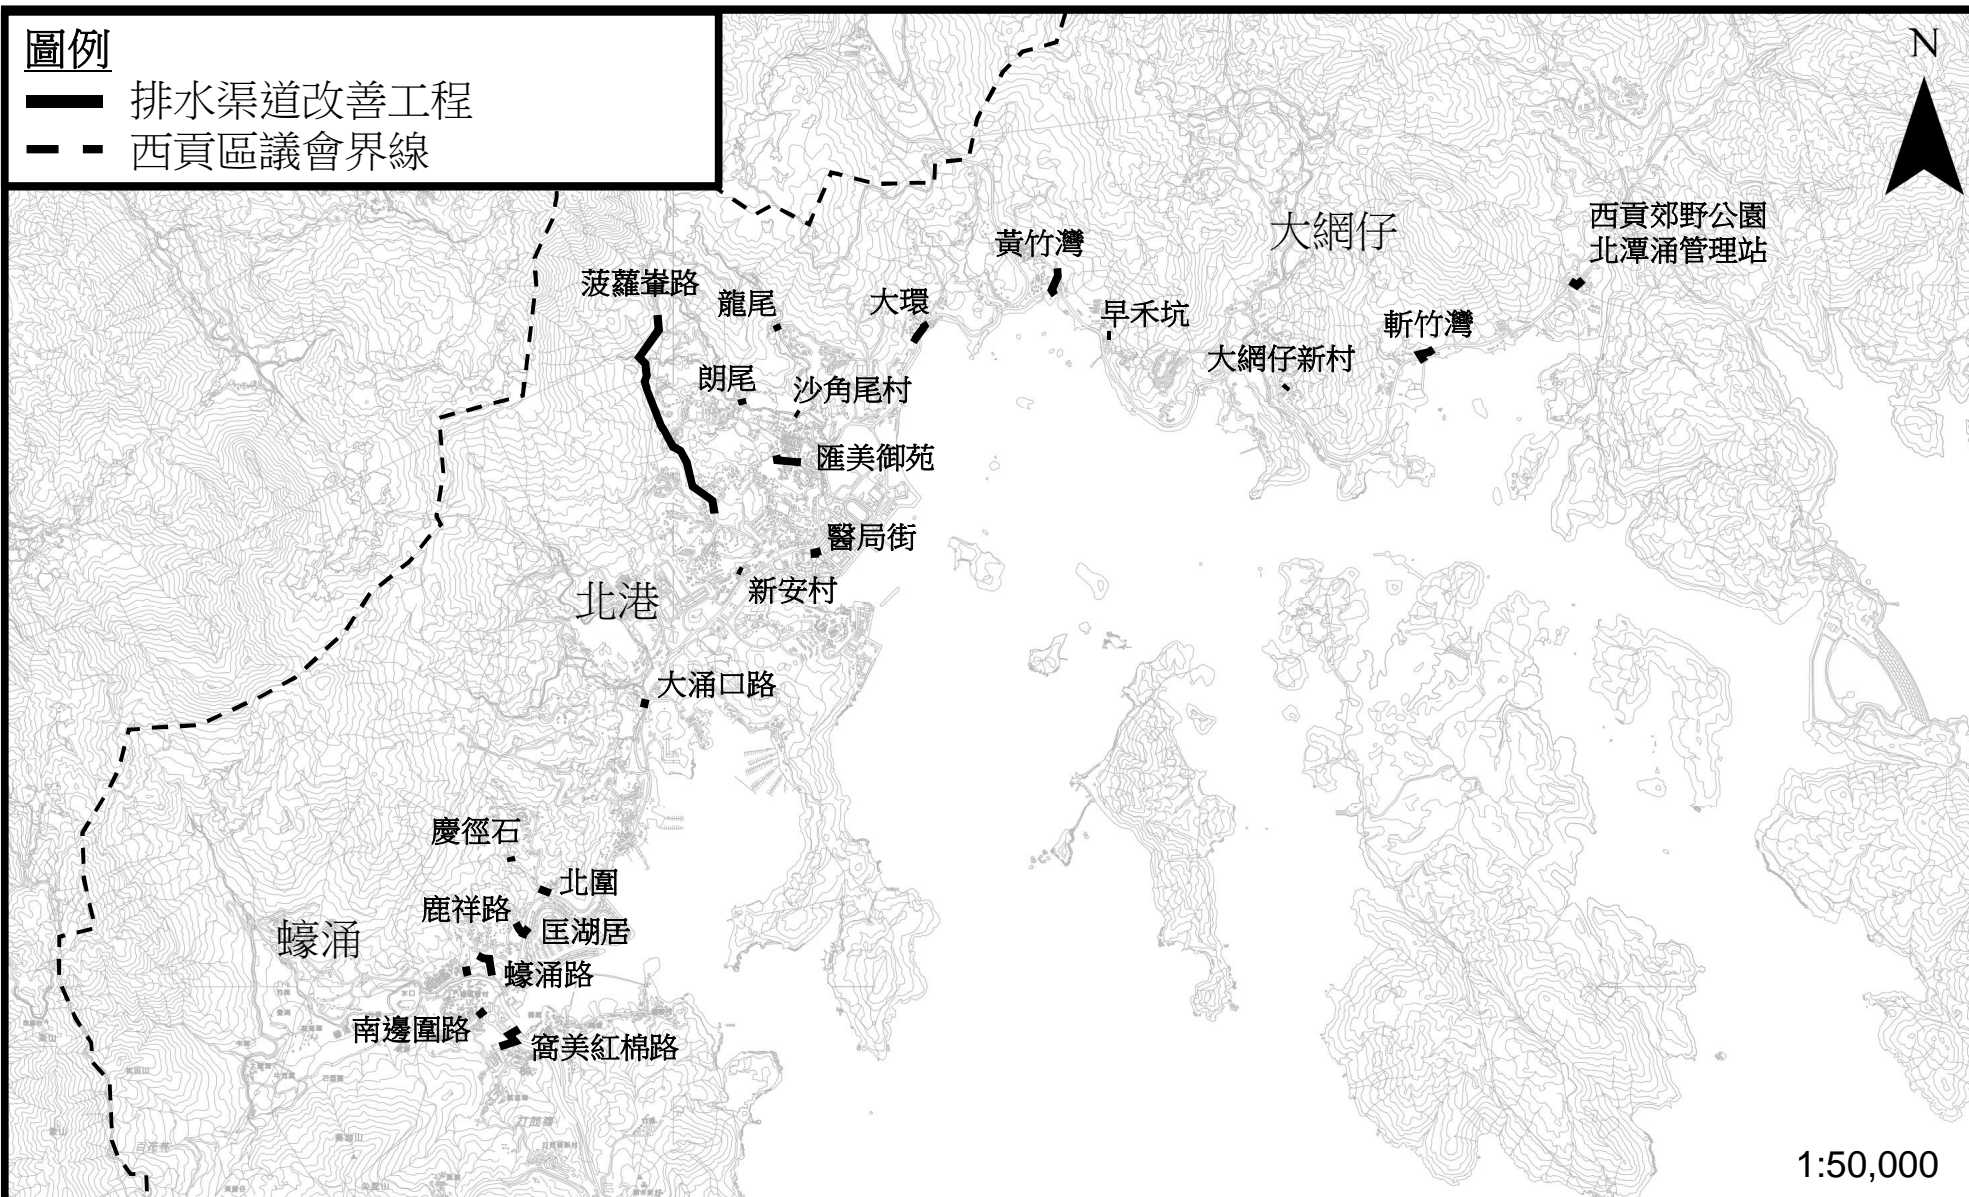 圖例
排水渠道改善工程
西貢區議會界線
N
西貢郊野公園
北潭涌管理站
大網仔
黃竹灣
菠蘿輋路
龍尾
大環
早禾坑
斬竹灣
大網仔新村
朗尾
沙角尾村
匯美御苑
醫局街
新安村
北港
大涌口路
慶徑石
北圍
鹿祥路
匡湖居
蠔涌
蠔涌路
南邊圍路
窩美紅棉路
1:50,000